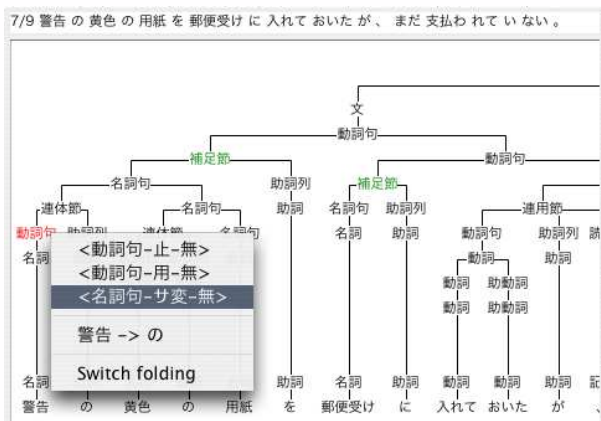 7/9 警告 の 黄色 の 用紙 を 郵便受け に 入れて おいた が 、 まだ 支払わ れて い ない 。
文
動詞句
補足節 動詞句
名詞句 助詞列 補足節
連体節 名詞句 助詞 名詞句 助詞列 連用節
動詞句 助詞列 連体節 名詞句 名詞 助詞 動詞句 助詞列
名詞 動詞 助詞
<動詞句-止-無>
<動詞句-用-無>
<名詞句-サ変-無>
警告 -> の
Switch folding
動詞 助動詞
動詞 助動詞
名詞 助詞 名詞 助詞 動詞 動詞 助詞
警告 の 黄色 の 用紙 を 郵便受け に 入れて おいた が 、